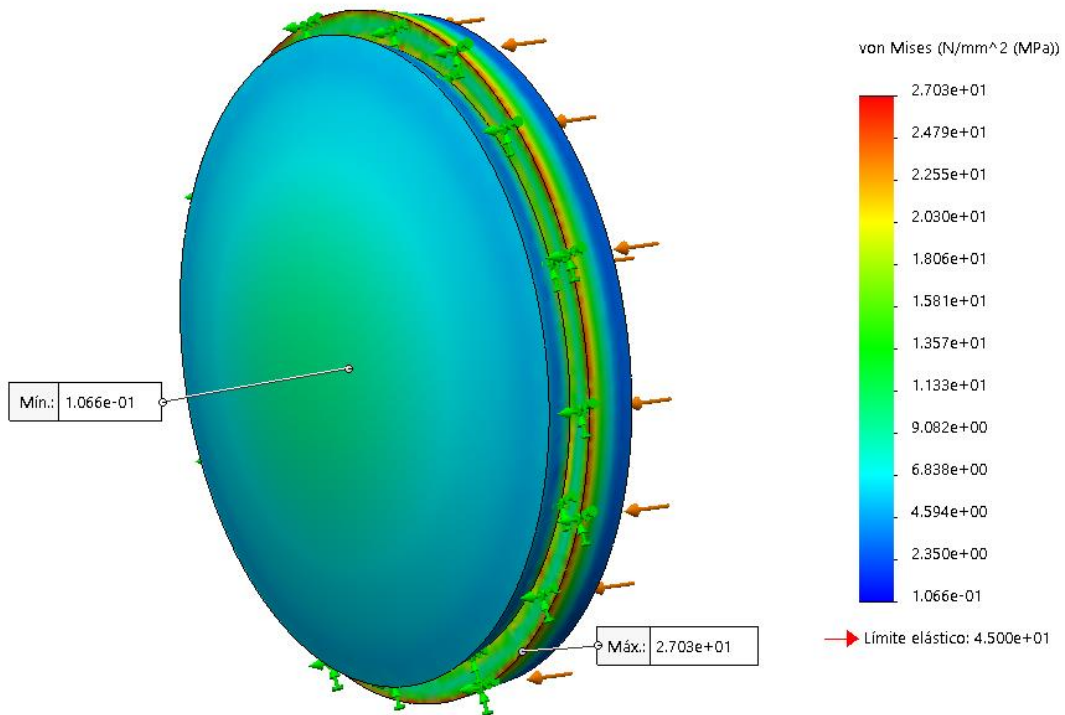 von Mises (N/mm^2 (MPa))
2.703e+01
2.479e+01
2.255e+01
2.030e+01
1.806e+01
1.581e+01
1.357e+01
1.133e+01
9.082e+00
6.838e+00
4.594e+00
2.350e+00
1.066e-01
Límite elástico: 4.500e+01
Mín.: 1.066e-01
Máx.: 2.703e+01